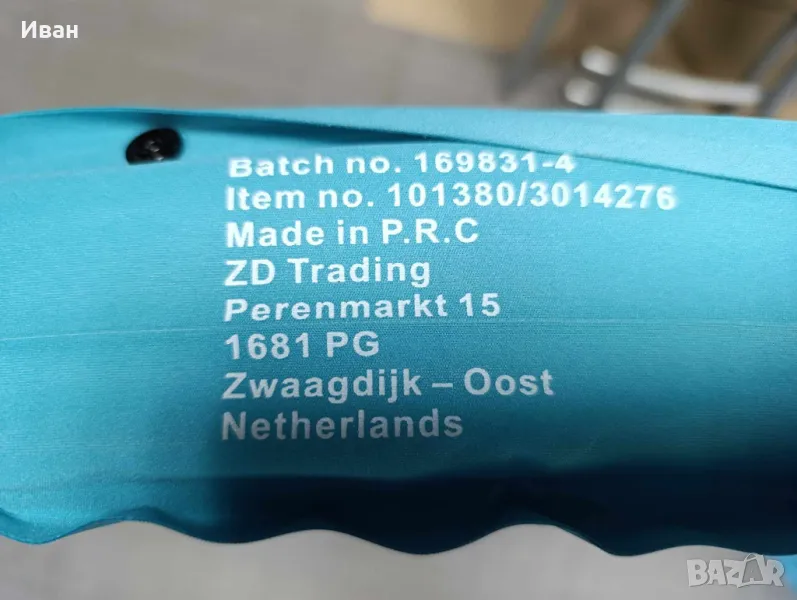 Иван
Batch no. 169831-4
Item no. 101380/3014276
Made in P.R.C
ZD Trading
Perenmarkt 15
1681 PG
Zwaagdijk – Oost
Netherlands
BAZAR